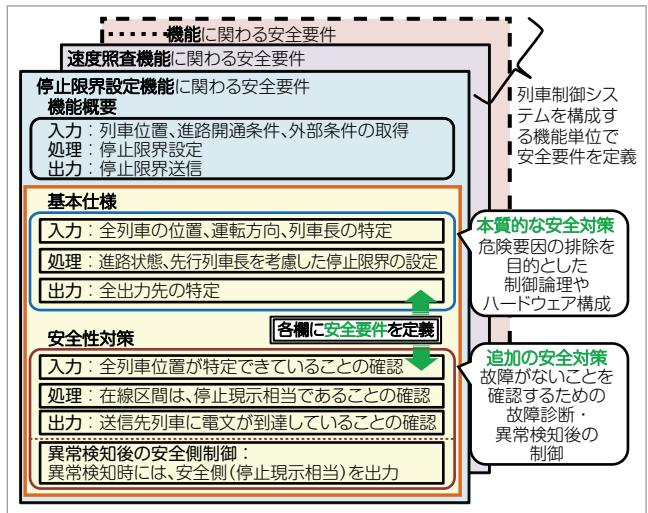 ・・・・・・機能に関わる安全要件
速度照査機能に関わる安全要件
停止限界設定機能に関わる安全要件
機能概要
入力：列車位置、進路開通条件、外部条件の取得
処理：停止限界設定
出力：停止限界送信
列車制御シス
テムを構成す
る機能単位で
安全要件を定義
基本仕様
入力：全列車の位置、運転方向、列車長の特定
処理：進路状態、先行列車長を考慮した停止限界の設定
出力：全出力先の特定
本質的な安全対策
危険要因の排除を
目的とした
制御論理や
ハードウェア構成
各欄に安全要件を定義
安全性対策
入力：全列車位置が特定できていることの確認
処理：在線区間は、停止現示相当であることの確認
出力：送信先列車に電文が到達していることの確認
異常検知後の安全側制御：
異常検知時には、安全側（停止現示相当）を出力
追加の安全対策
故障がないことを
確認するための
故障診断・
異常検知後の
制御